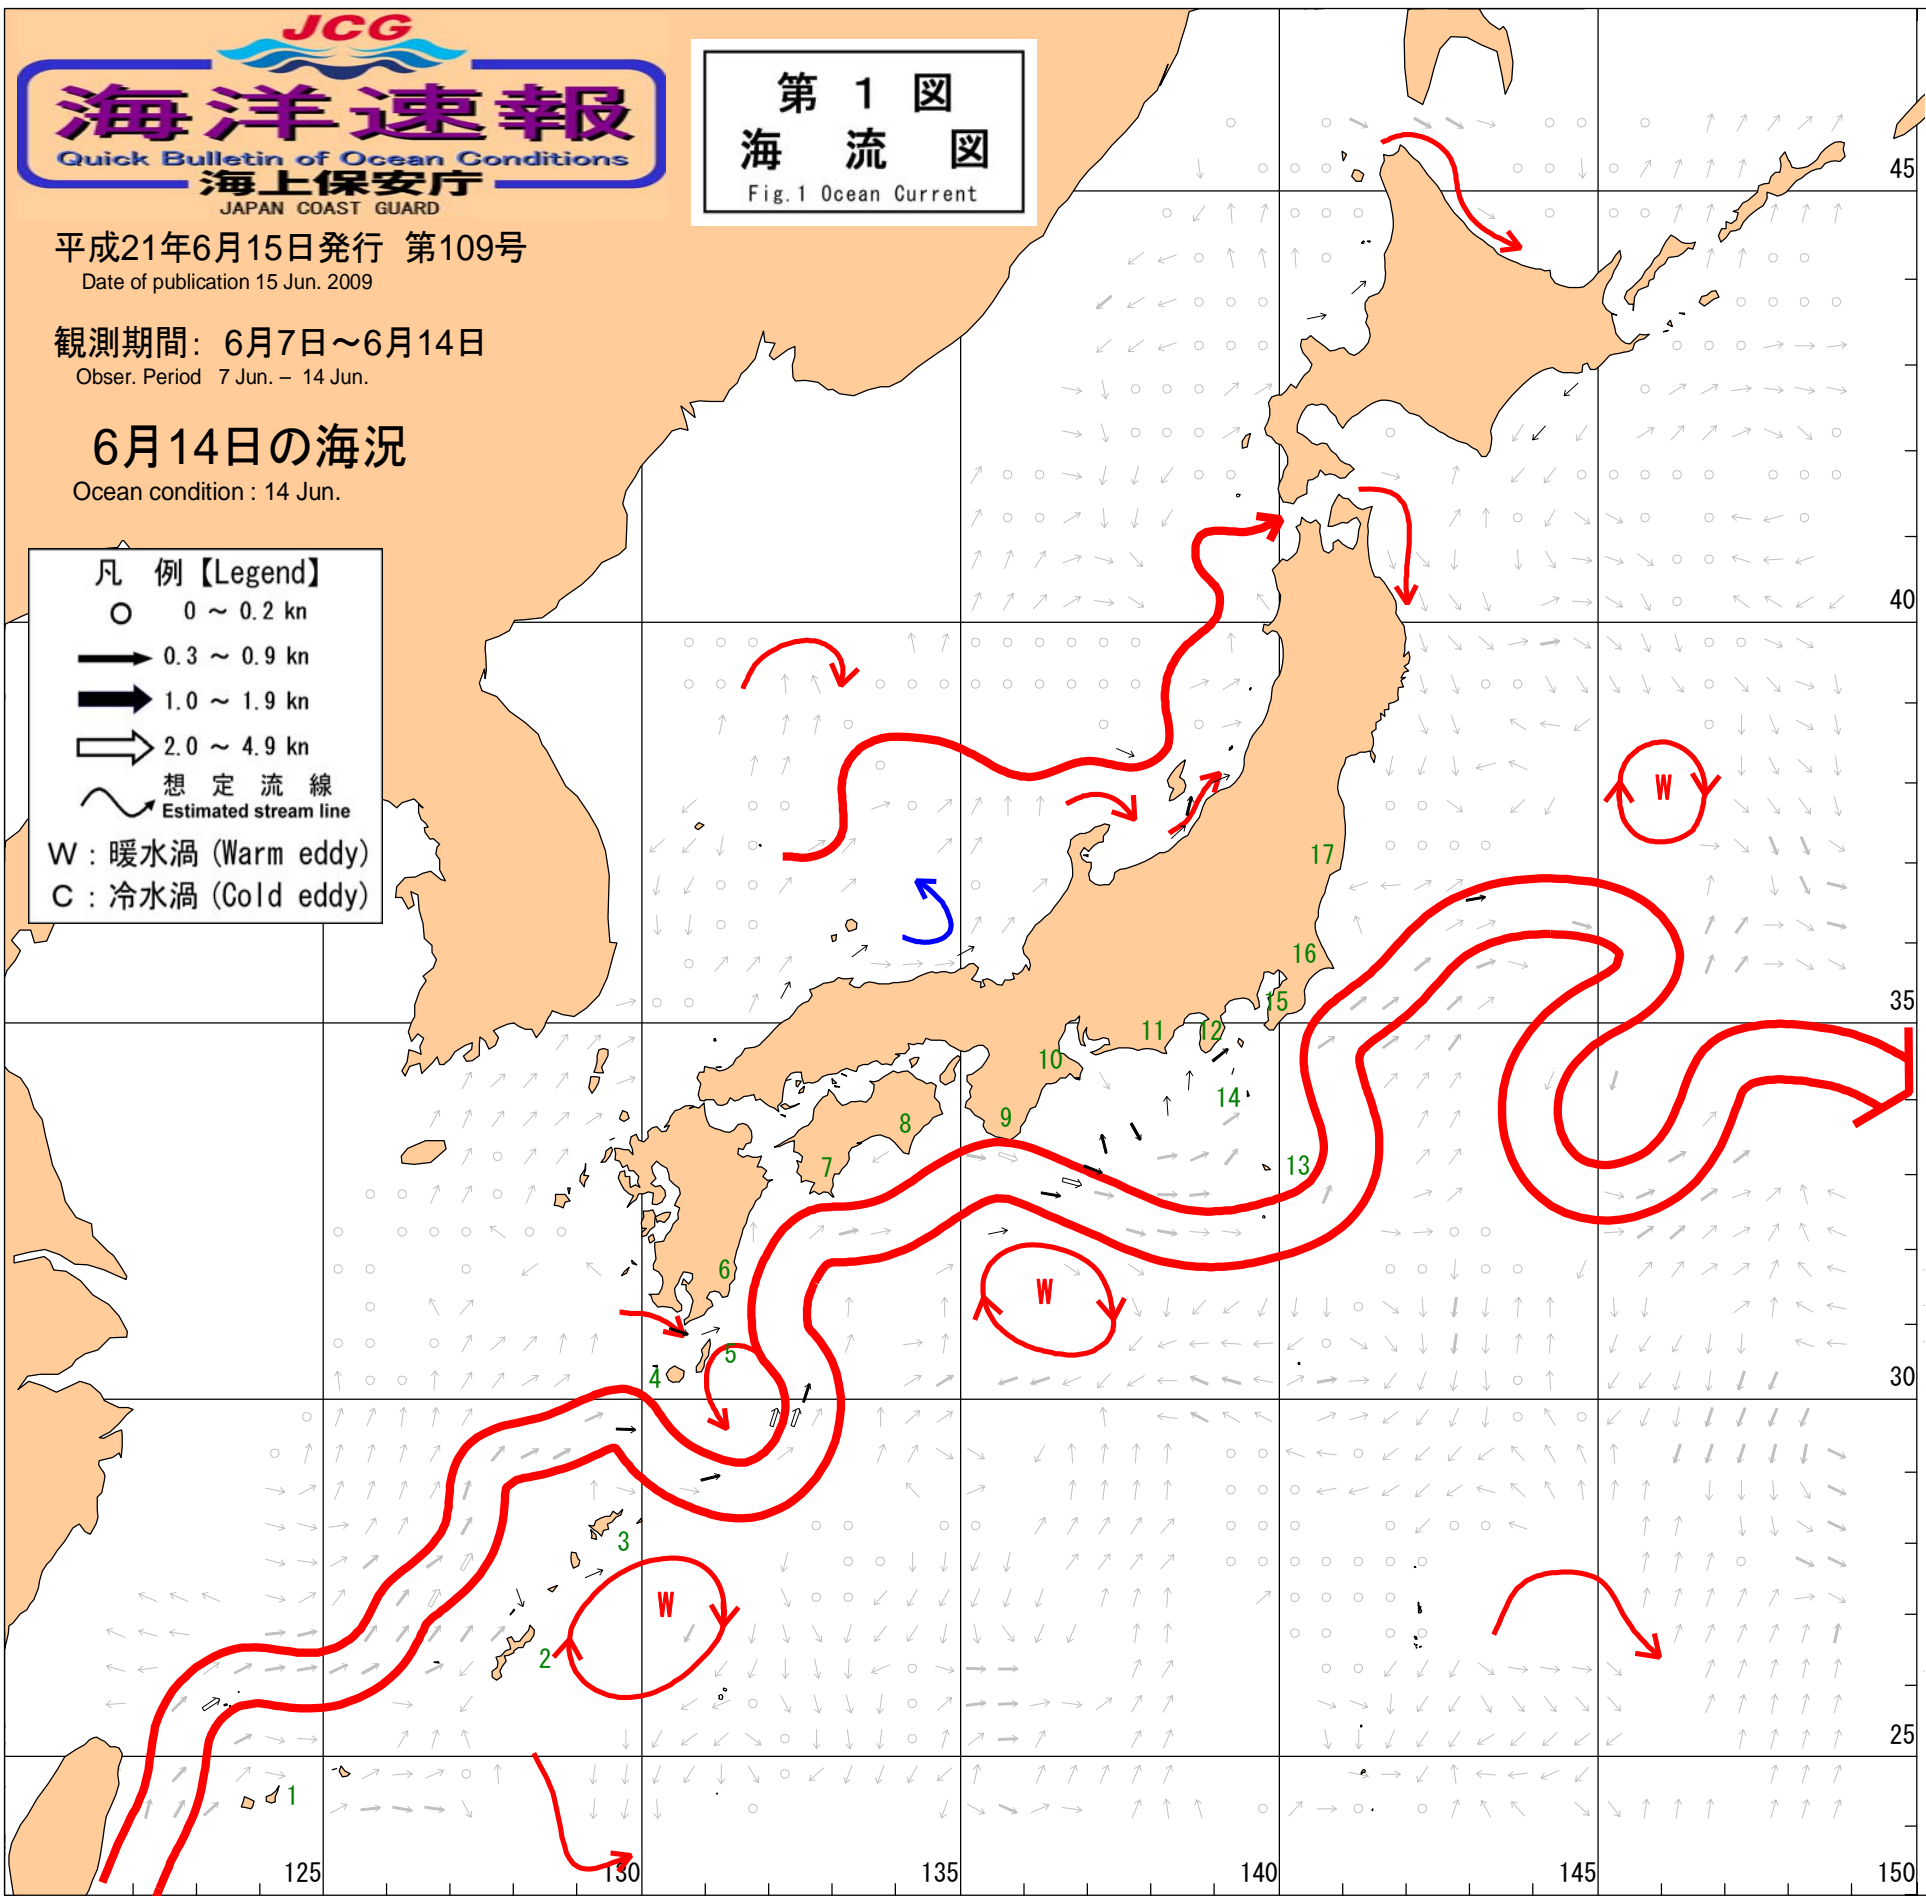 JCG
海洋速報
Quick Bulletin of Ocean Conditions
海上保安庁
JAPAN COAST GUARD
第 1 図
海 流 図
Fig.1 Ocean Current
平成21年6月15日発行 第109号
Date of publication 15 Jun. 2009
観測期間: 6月7日～6月14日
Obser. Period 7 Jun. – 14 Jun.
6月14日の海況
Ocean condition : 14 Jun.
凡 例【Legend】
0 ～ 0.2 kn
0.3 ～ 0.9 kn
1.0 ～ 1.9 kn
2.0 ～ 4.9 kn
想 定 流 線
Estimated stream line
W : 暖水渦 (Warm eddy)
C : 冷水渦 (Cold eddy)
45
40
W
17
16
35
15
12
11
10
14
9
8
7
13
6
W
5
4
30
3
W
2
25
1
125
130
135
140
145
150